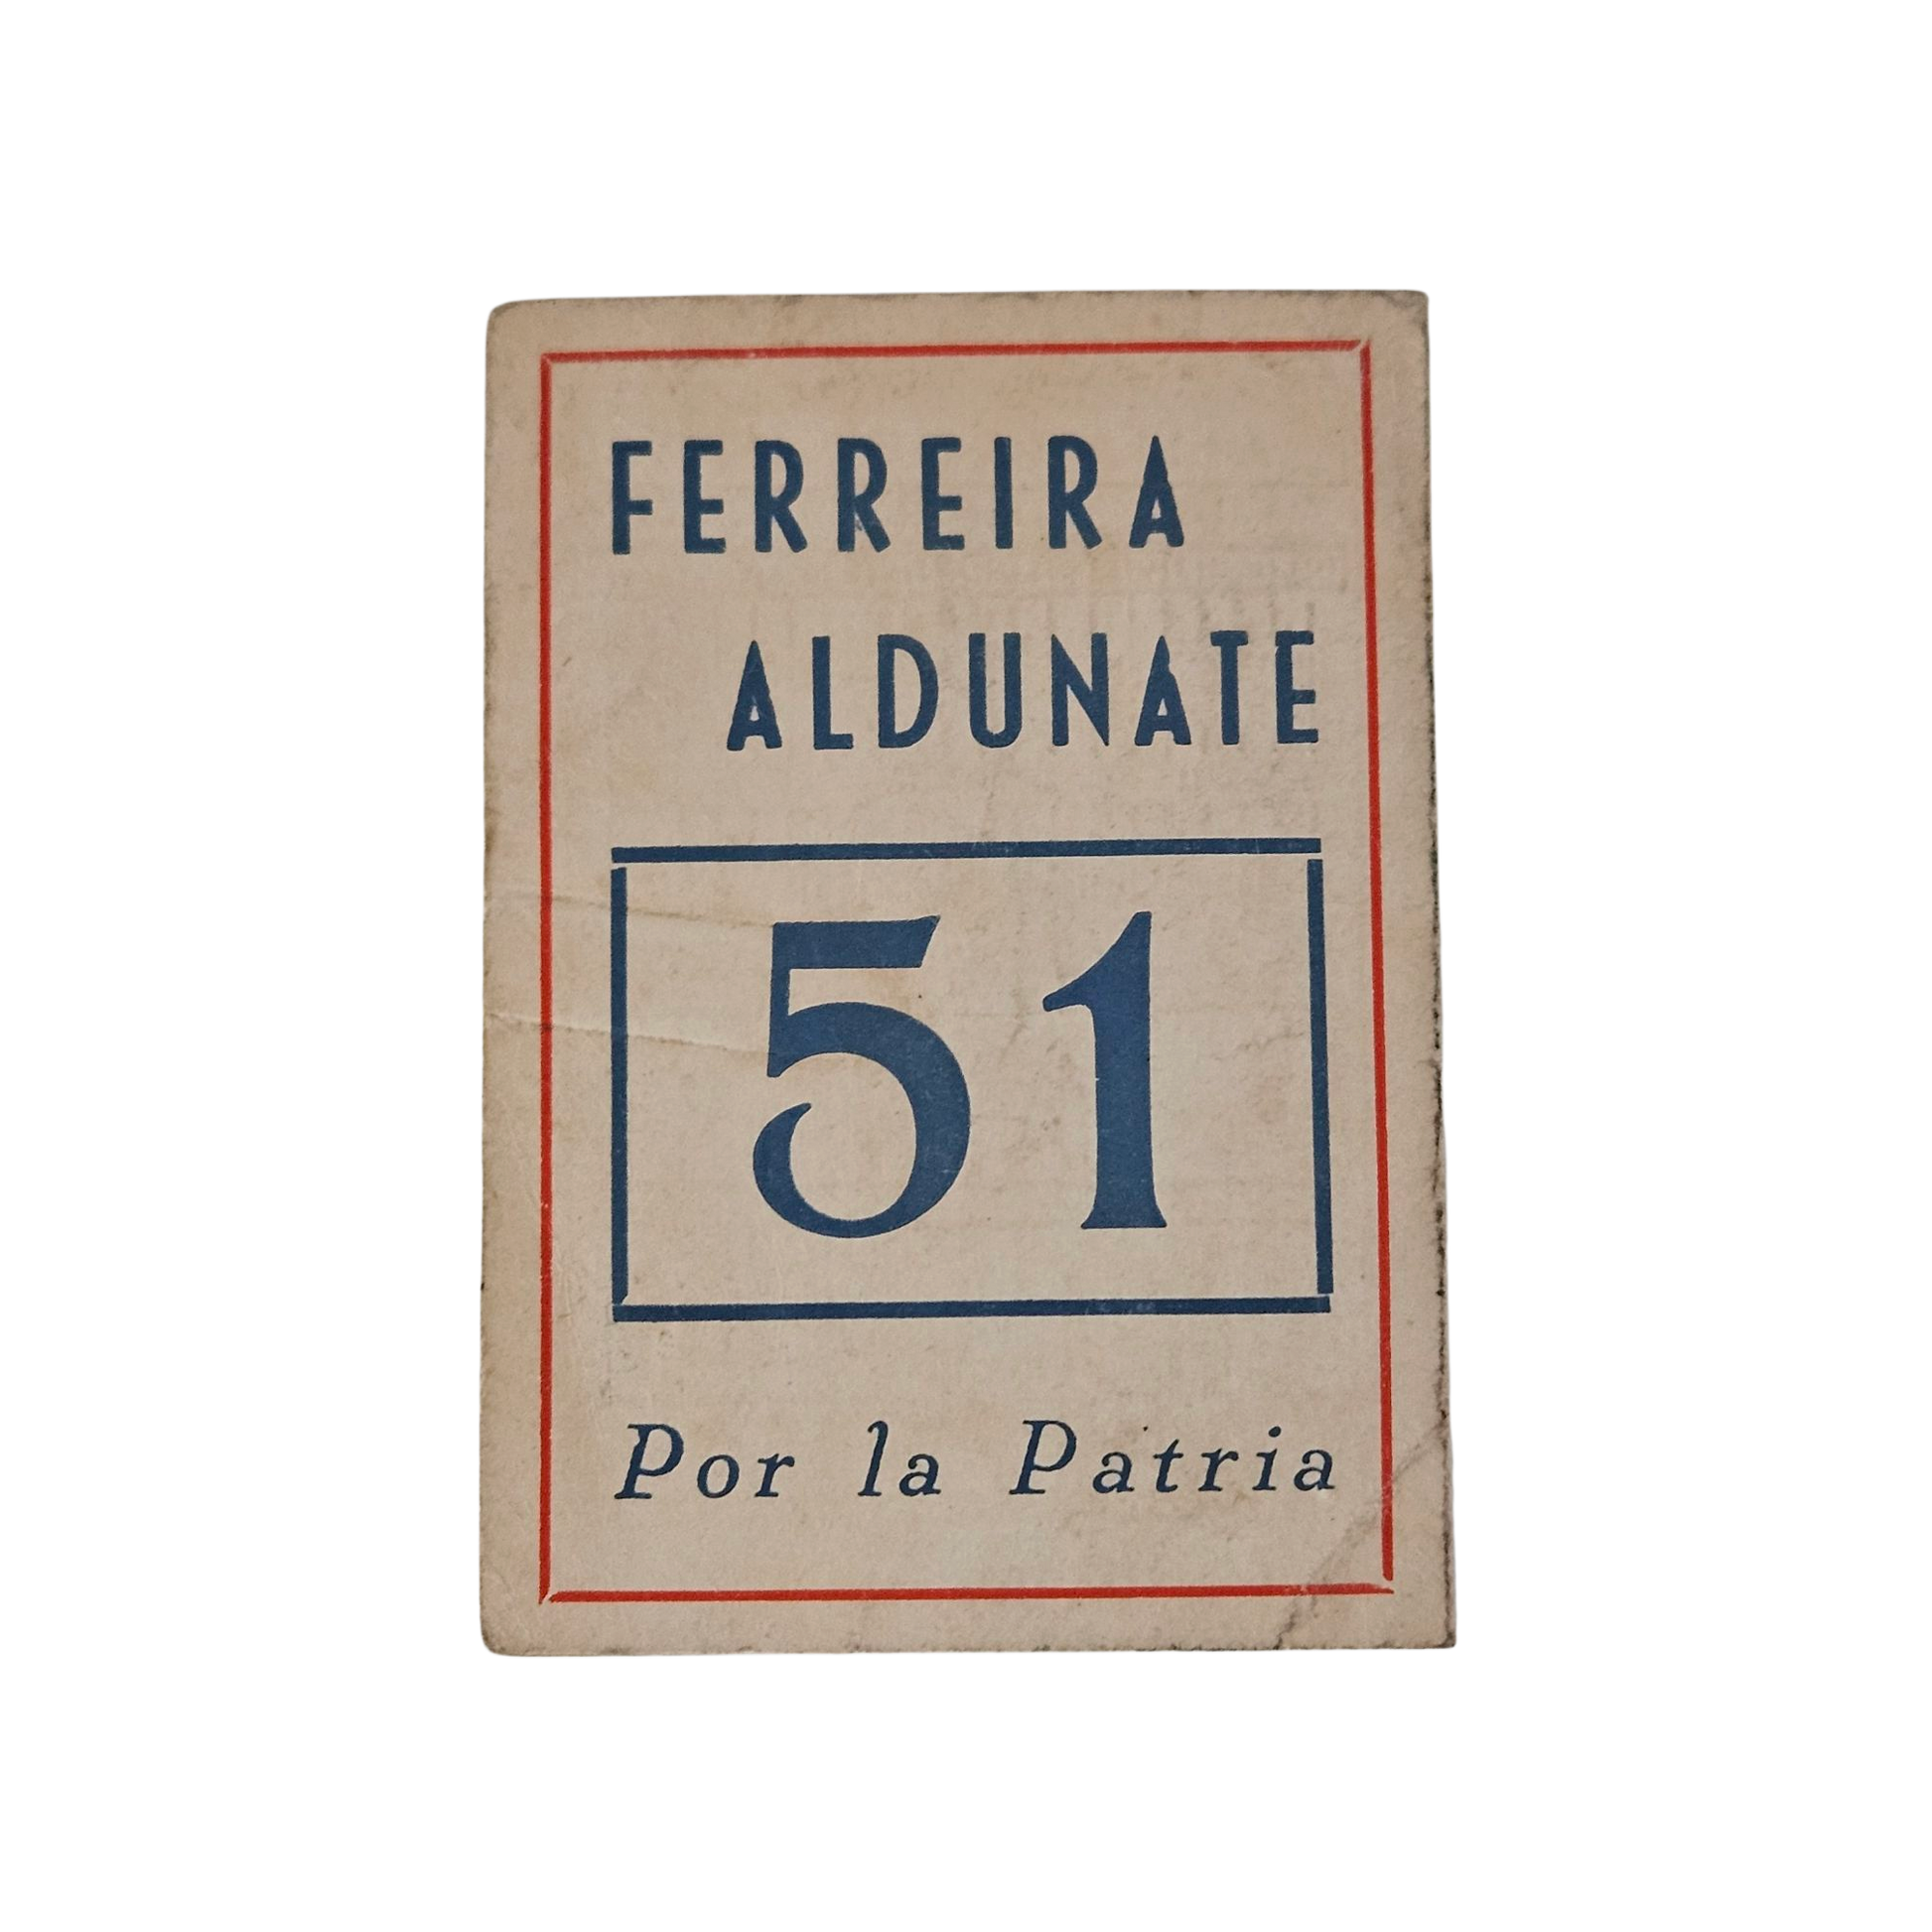 FERREIRA
ALDUNATE
51
Por la Patria